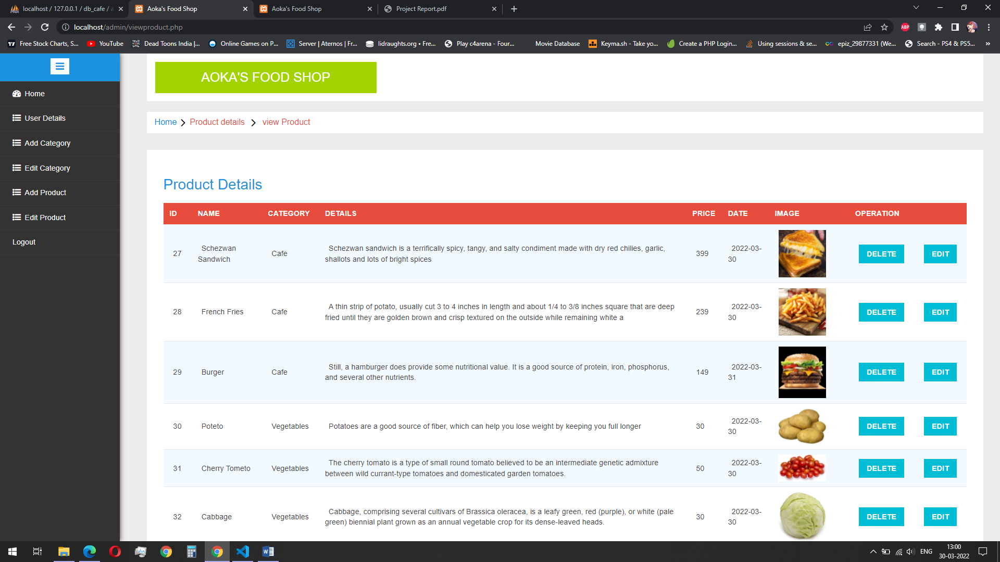 localhost / 127.0.0.1 / db_cafe / a
Aoka's Food Shop
Aoka's Food Shop
Project Report.pdf
localhost/admin/viewproduct.php
ABP
Free Stock Charts, S...
YouTube
Dead Toons India |...
Online Games on P...
Server | Aternos | Fr...
lidraughts.org • Fre...
Play c4arena - Four...
Movie Database
Keyma.sh - Take yo...
Create a PHP Login...
Using sessions & se...
epiz_29877331 (We...
Search - PS4 & PS5...
»
Home
User Details
Add Category
Edit Category
Add Product
Edit Product
Logout
AOKA'S FOOD SHOP
Home > Product details > view Product
Product Details
ID NAME CATEGORY DETAILS PRICE DATE IMAGE OPERATION
27 Schezwan Sandwich Cafe Schezwan sandwich is a terrifically spicy, tangy, and salty condiment made with dry red chilies, garlic,
shallots and lots of bright spices 399 2022-03-30 DELETE EDIT
28 French Fries Cafe A thin strip of potato, usually cut 3 to 4 inches in length and about 1/4 to 3/8 inches square that are deep
fried until they are golden brown and crisp textured on the outside while remaining white a 239 2022-03-30 DELETE EDIT
29 Burger Cafe Still, a hamburger does provide some nutritional value. It is a good source of protein, iron, phosphorus,
and several other nutrients. 149 2022-03-31 DELETE EDIT
30 Poteto Vegetables Potatoes are a good source of fiber, which can help you lose weight by keeping you full longer 30 2022-03-30 DELETE EDIT
31 Cherry Tometo Vegetables The cherry tomato is a type of small round tomato believed to be an intermediate genetic admixture
between wild currant-type tomatoes and domesticated garden tomatoes. 50 2022-03-30 DELETE EDIT
32 Cabbage Vegetables Cabbage, comprising several cultivars of Brassica oleracea, is a leafy green, red (purple), or white (pale
green) biennial plant grown as an annual vegetable crop for its dense-leaved heads. 30 2022-03-30 DELETE EDIT
ENG
13:00
30-03-2022